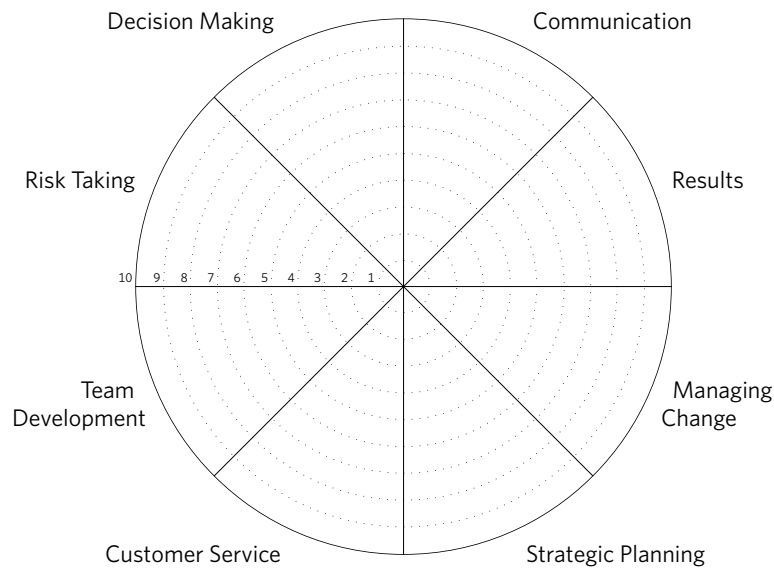 Decision Making
Communication
Risk Taking
Results
10 9 8 7 6 5 4 3 2 1
Team
Development
Managing
Change
Customer Service
Strategic Planning